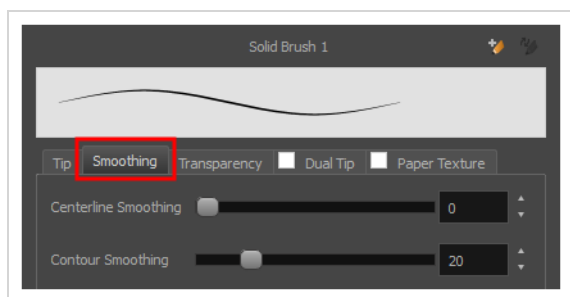 Solid Brush 1
Tip Smoothing Transparency Dual Tip Paper Texture
Centerline Smoothing 0
Contour Smoothing 20